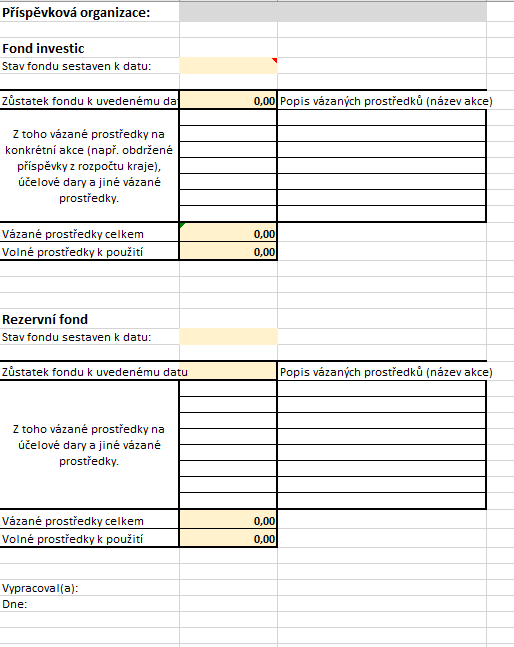 Příspěvková organizace:
Fond investic
Stav fondu sestaven k datu:
Zůstatek fondu k uvedenému da 0,00 Popis vázaných prostředků (název akce)
Z toho vázané prostředky na
konkrétní akce (např. obdržené
příspěvky z rozpočtu kraje),
účelové dary a jiné vázané
prostředky.
Vázané prostředky celkem 0,00
Volné prostředky k použití 0,00
Rezervní fond
Stav fondu sestaven k datu:
Zůstatek fondu k uvedenému datu Popis vázaných prostředků (název akce)
Z toho vázané prostředky na
účelové dary a jiné vázané
prostředky.
Vázané prostředky celkem 0,00
Volné prostředky k použití 0,00
Vypracoval(a):
Dne: